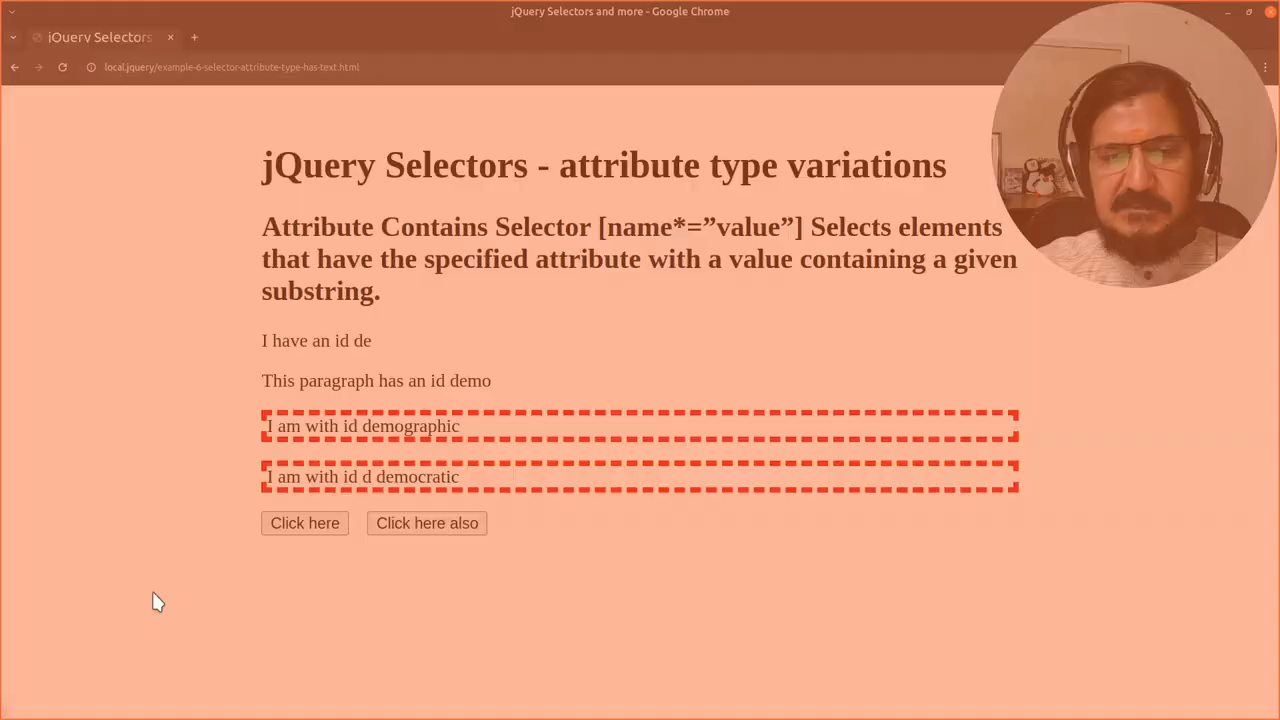 jQuery Selectors and more - Google Chrome
jQuery Selectors
local.jquery/example-6-selector-attribute-type-has-text.html
jQuery Selectors - attribute type variations
Attribute Contains Selector [name*=”value”] Selects elements
that have the specified attribute with a value containing a given
substring.
I have an id de
This paragraph has an id demo
I am with id demographic
I am with id d democratic
Click here
Click here also